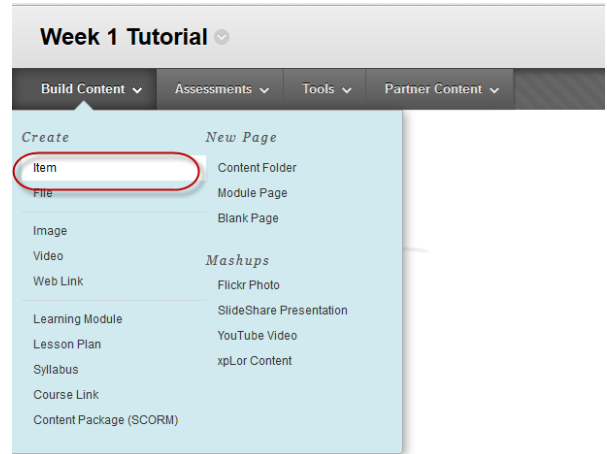 Week 1 Tutorial
Build Content
Assessments
Tools
Partner Content
Create
Item
File
Image
Video
Web Link
Learning Module
Lesson Plan
Syllabus
Course Link
Content Package (SCORM)
New Page
Content Folder
Module Page
Blank Page
Mashups
Flickr Photo
SlideShare Presentation
YouTube Video
xpLor Content